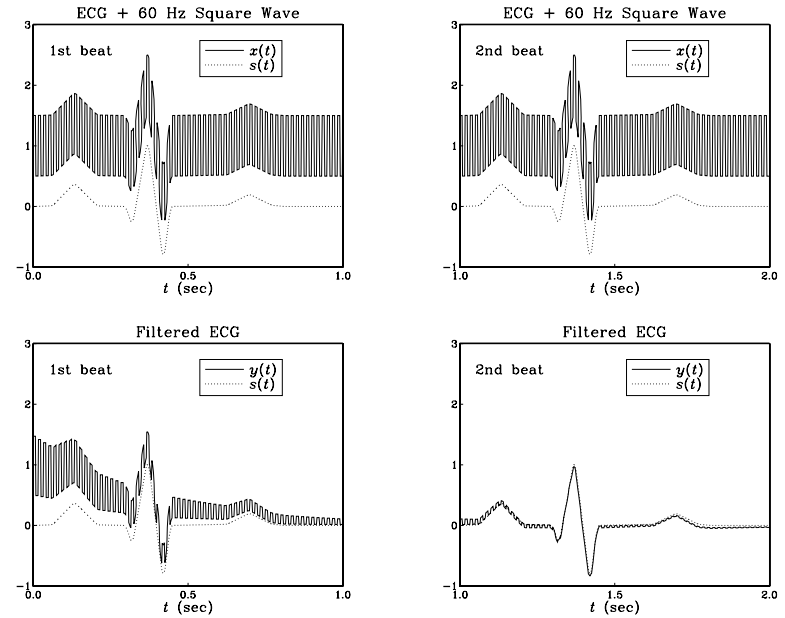 ECG + 60 Hz Square Wave
3
2
1
0
−1
1st beat
x(t)
s(t)
0.0 0.5 1.0
t (sec)
ECG + 60 Hz Square Wave
3
2
1
0
−1
2nd beat
x(t)
s(t)
1.0 1.5 2.0
t (sec)
Filtered ECG
3
2
1
0
−1
1st beat
y(t)
s(t)
0.0 0.5 1.0
t (sec)
Filtered ECG
3
2
1
0
−1
2nd beat
y(t)
s(t)
1.0 1.5 2.0
t (sec)